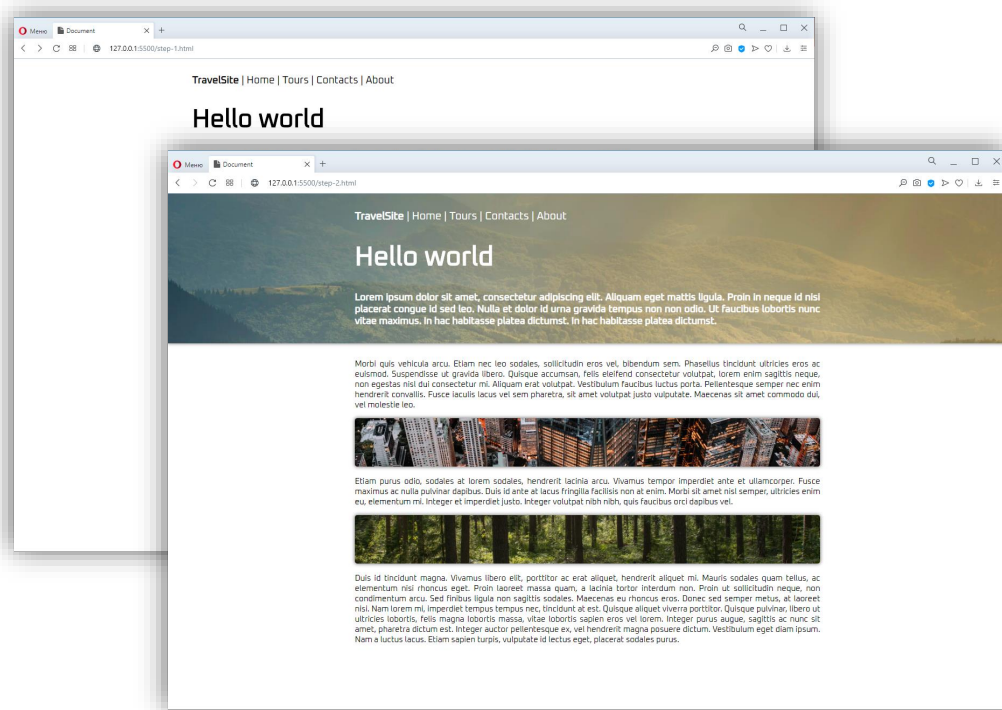 Меню
Document
127.0.0.1:5500/step-1.html
TravelSite | Home | Tours | Contacts | About
Hello world
Меню
Document
127.0.0.1:5500/step-2.html
TravelSite | Home | Tours | Contacts | About
Hello world
Lorem ipsum dolor sit amet, consectetur adipiscing elit. Aliquam eget mattis ligula. Proin in neque id nisi
placerat congue id sed leo. Nulla et dolor id urna gravida tempus non non odio. Ut faucibus lobortis nunc
vitae maximus. In hac habitasse platea dictumst. In hac habitasse platea dictumst.
Morbi quis vehicula arcu. Etiam nec leo sodales, sollicitudin eros vel, bibendum sem. Phasellus tincidunt ultricies eros ac
euismod. Suspendisse ut gravida libero. Quisque accumsan, felis eleifend consectetur volutpat, lorem enim sagittis neque,
non egestas nisl dui consectetur mi. Aliquam erat volutpat. Vestibulum faucibus luctus porta. Pellentesque semper nec enim
hendrerit convallis. Fusce iaculis lacus vel sem pharetra, sit amet volutpat justo vulputate. Maecenas sit amet commodo dui,
vel molestie leo.
Etiam purus odio, sodales at lorem sodales, hendrerit lacinia arcu. Vivamus tempor imperdiet ante et ullamcorper. Fusce
maximus ac nulla pulvinar dapibus. Duis id ante at lacus fringilla facilisis non at enim. Morbi sit amet nisl semper, ultricies enim
eu, elementum mi. Integer et imperdiet justo. Integer volutpat nibh nibh, quis faucibus orci dapibus vel.
Duis id tincidunt magna. Vivamus libero elit, porttitor ac erat aliquet, hendrerit aliquet mi. Mauris sodales quam tellus, ac
elementum nisi rhoncus eget. Proin laoreet massa quam, a lacinia tortor interdum non. Proin ut sollicitudin neque, non
condimentum arcu. Sed finibus ligula non sagittis sodales. Maecenas eu rhoncus eros. Donec sed semper metus, at laoreet
nisi. Nam lorem mi, imperdiet tempus tempus nec, tincidunt at est. Quisque aliquet viverra porttitor. Quisque pulvinar, libero ut
ultricies lobortis, felis magna lobortis massa, vitae lobortis sapien eros vel lorem. Integer purus augue, sagittis ac nunc sit
amet, pharetra dictum est. Integer auctor pellentesque ex, vel hendrerit magna posuere dictum. Vestibulum eget diam ipsum.
Nam a luctus lacus. Etiam sapien turpis, vulputate id lectus eget, placerat sodales purus.